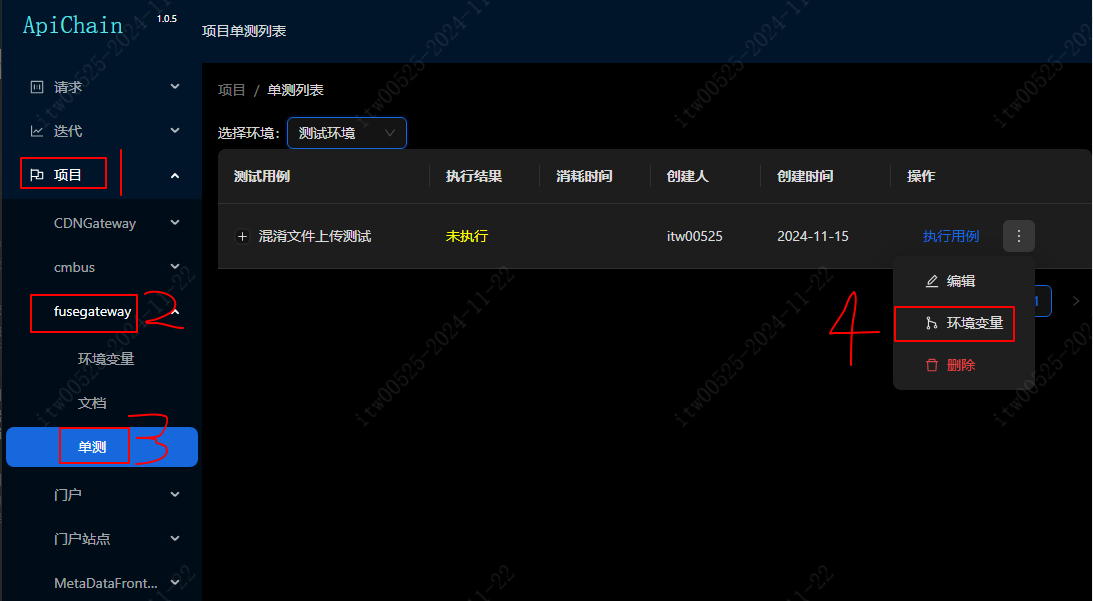 ApiChain
1.0.5
项目单测列表
请求
迭代
项目
1
CDNGateway
cmbus
fusegateway
2
环境变量
文档
单测
3
门户
门户站点
MetaDataFront...
项目 / 单测列表
选择环境: 测试环境
测试用例 执行结果 消耗时间 创建人 创建时间 操作
混淆文件上传测试 未执行 itw00525 2024-11-15 执行用例
编辑
4
环境变量
删除
1
itw00525-2024-11-22